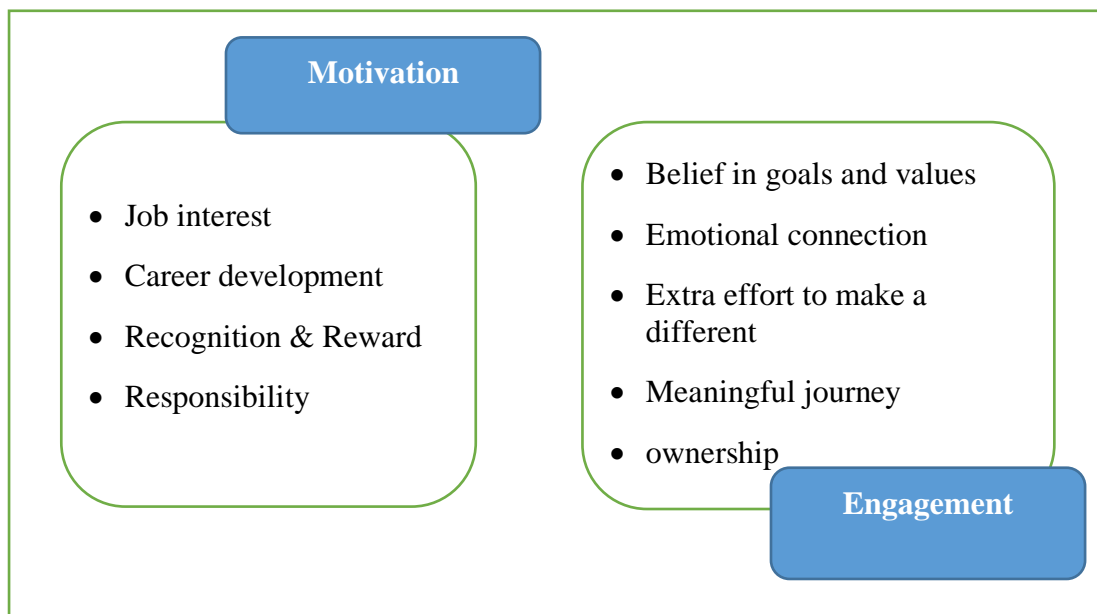 Motivation
• Job interest
• Career development
• Recognition & Reward
• Responsibility
• Belief in goals and values
• Emotional connection
• Extra effort to make a
different
• Meaningful journey
• ownership
Engagement